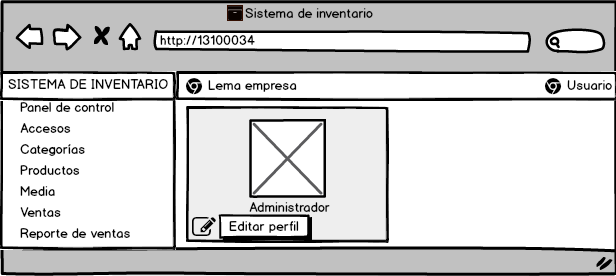 Sistema de inventario
http://13100034
SISTEMA DE INVENTARIO
Lema empresa
Usuario
Panel de control
Accesos
Categorías
Productos
Media
Ventas
Reporte de ventas
Administrador
Editar perfil